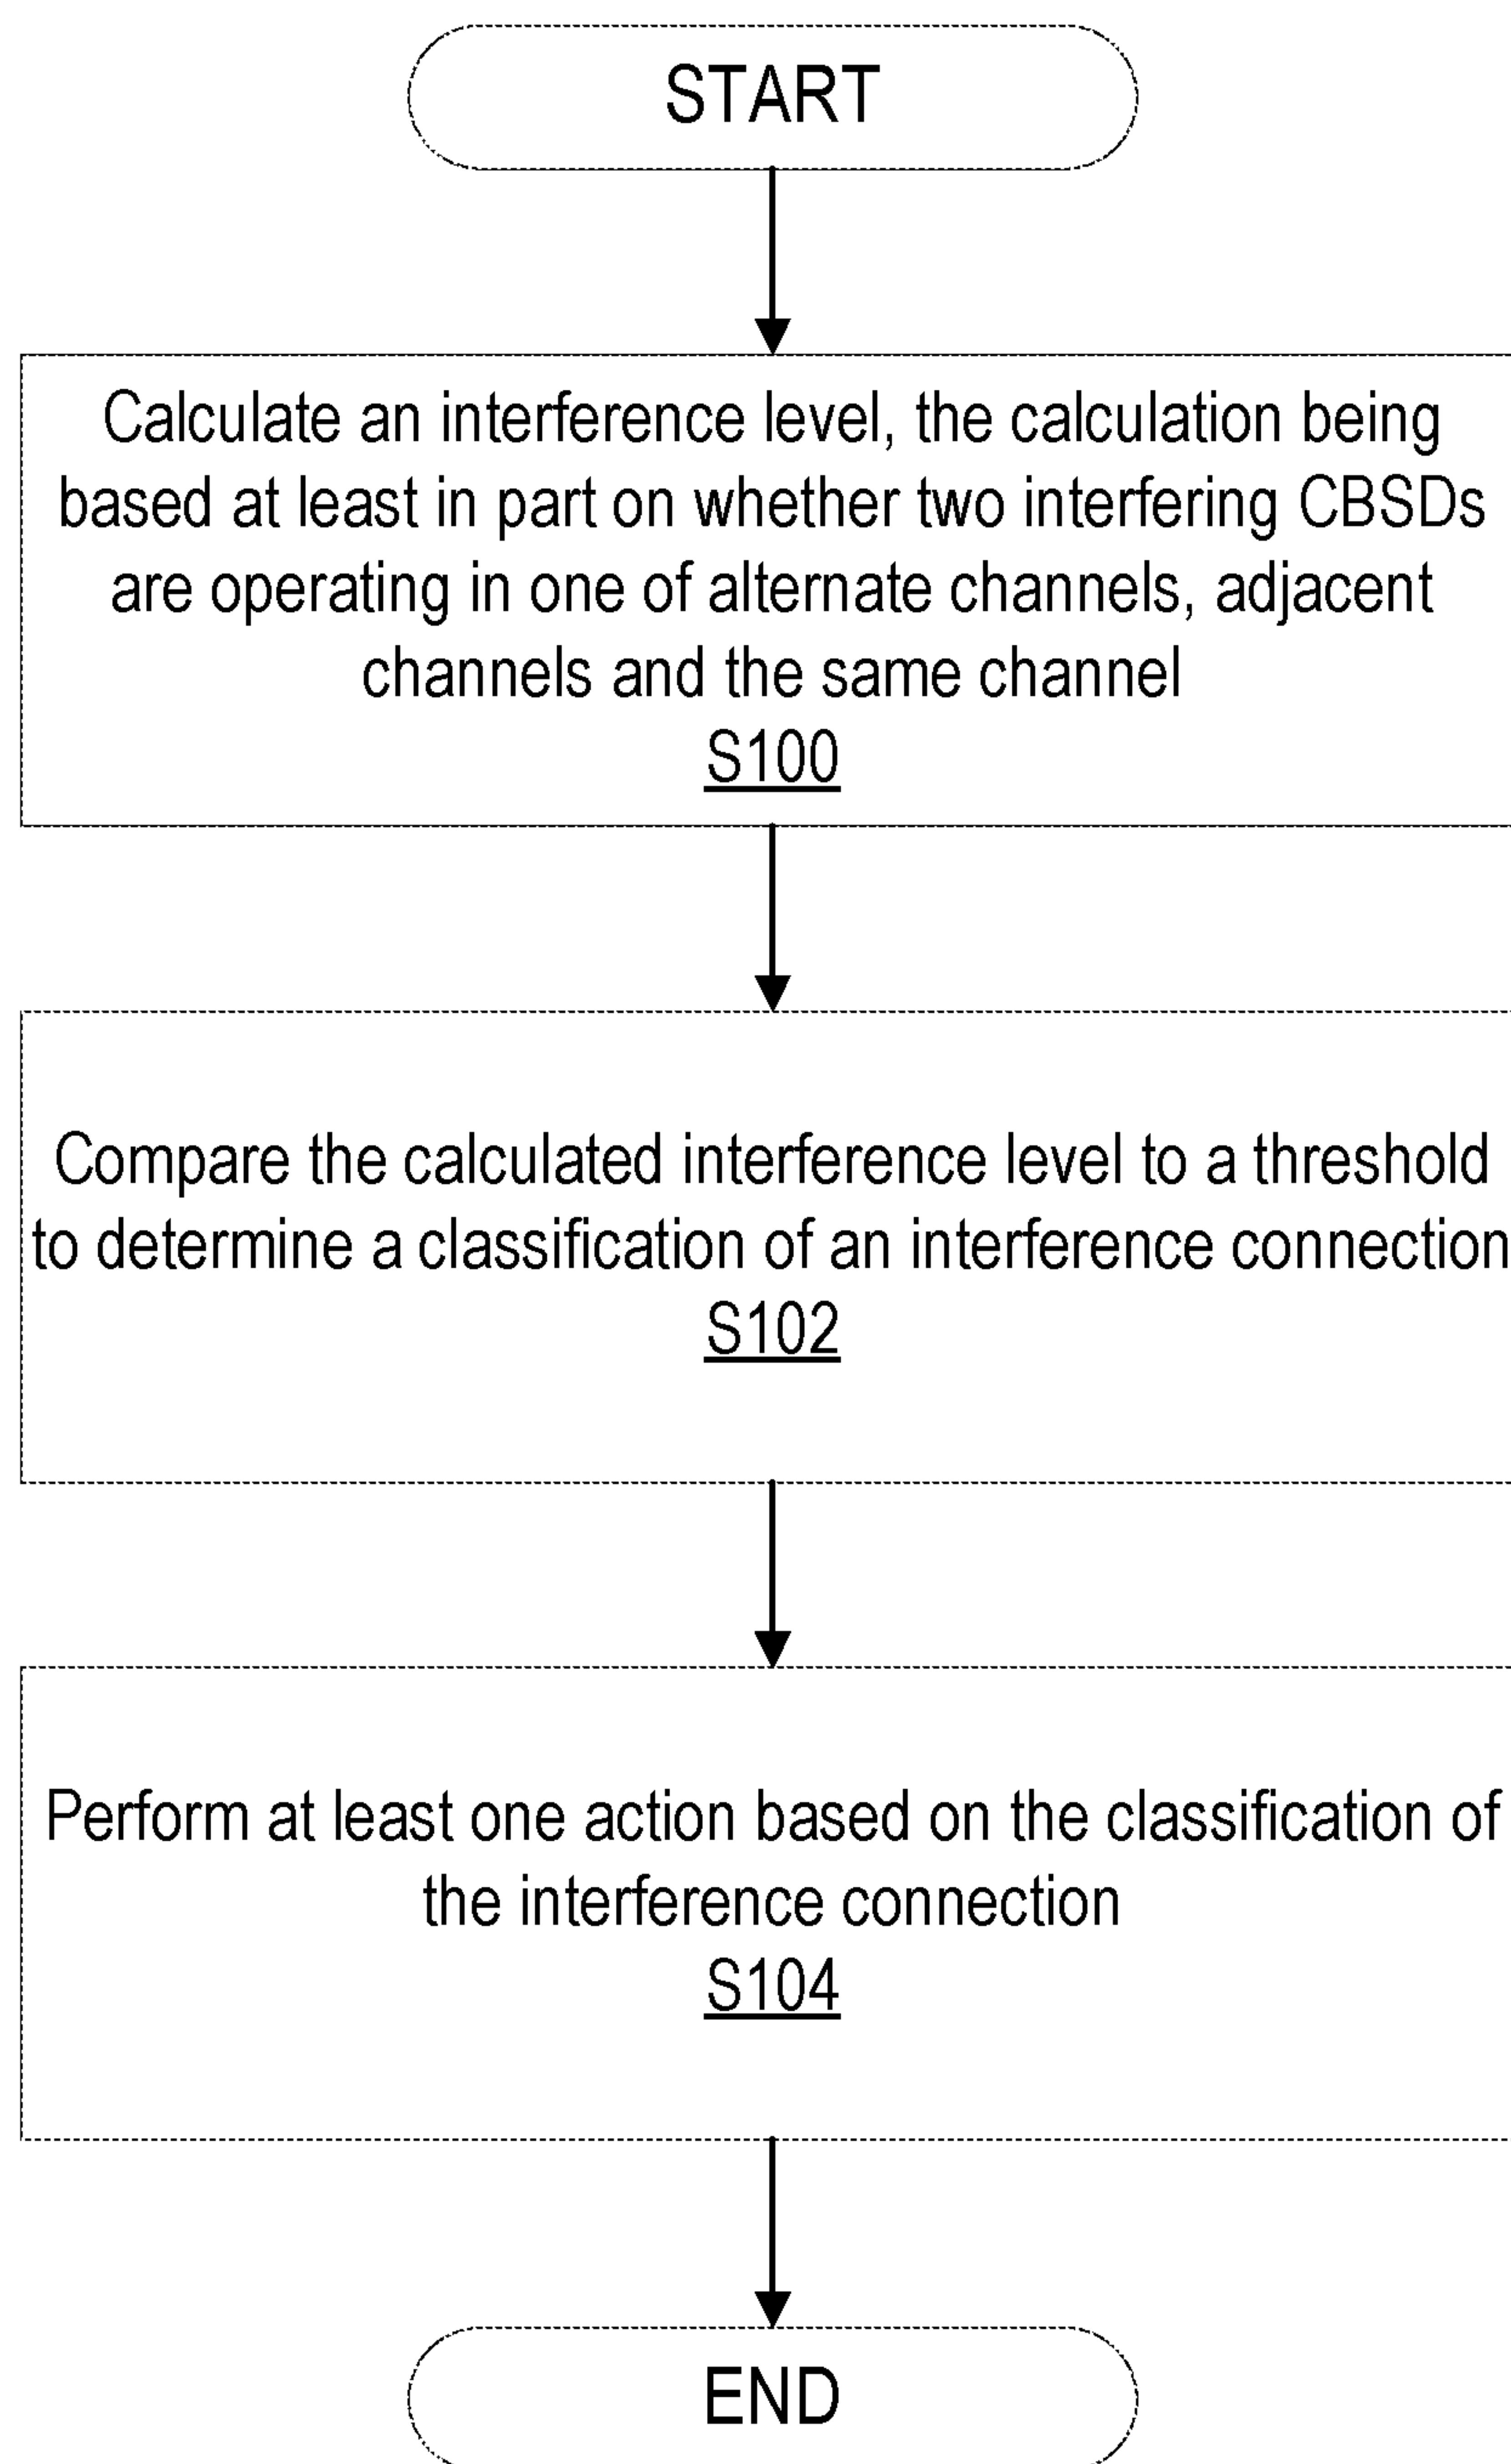 START
Calculate an interference level, the calculation being
based at least in part on whether two interfering CBSDs
are operating in one of alternate channels, adjacent
channels and the same channel
S100
Compare the calculated interference level to a threshold
to determine a classification of an interference connection
S102
Perform at least one action based on the classification of
the interference connection
S104
END